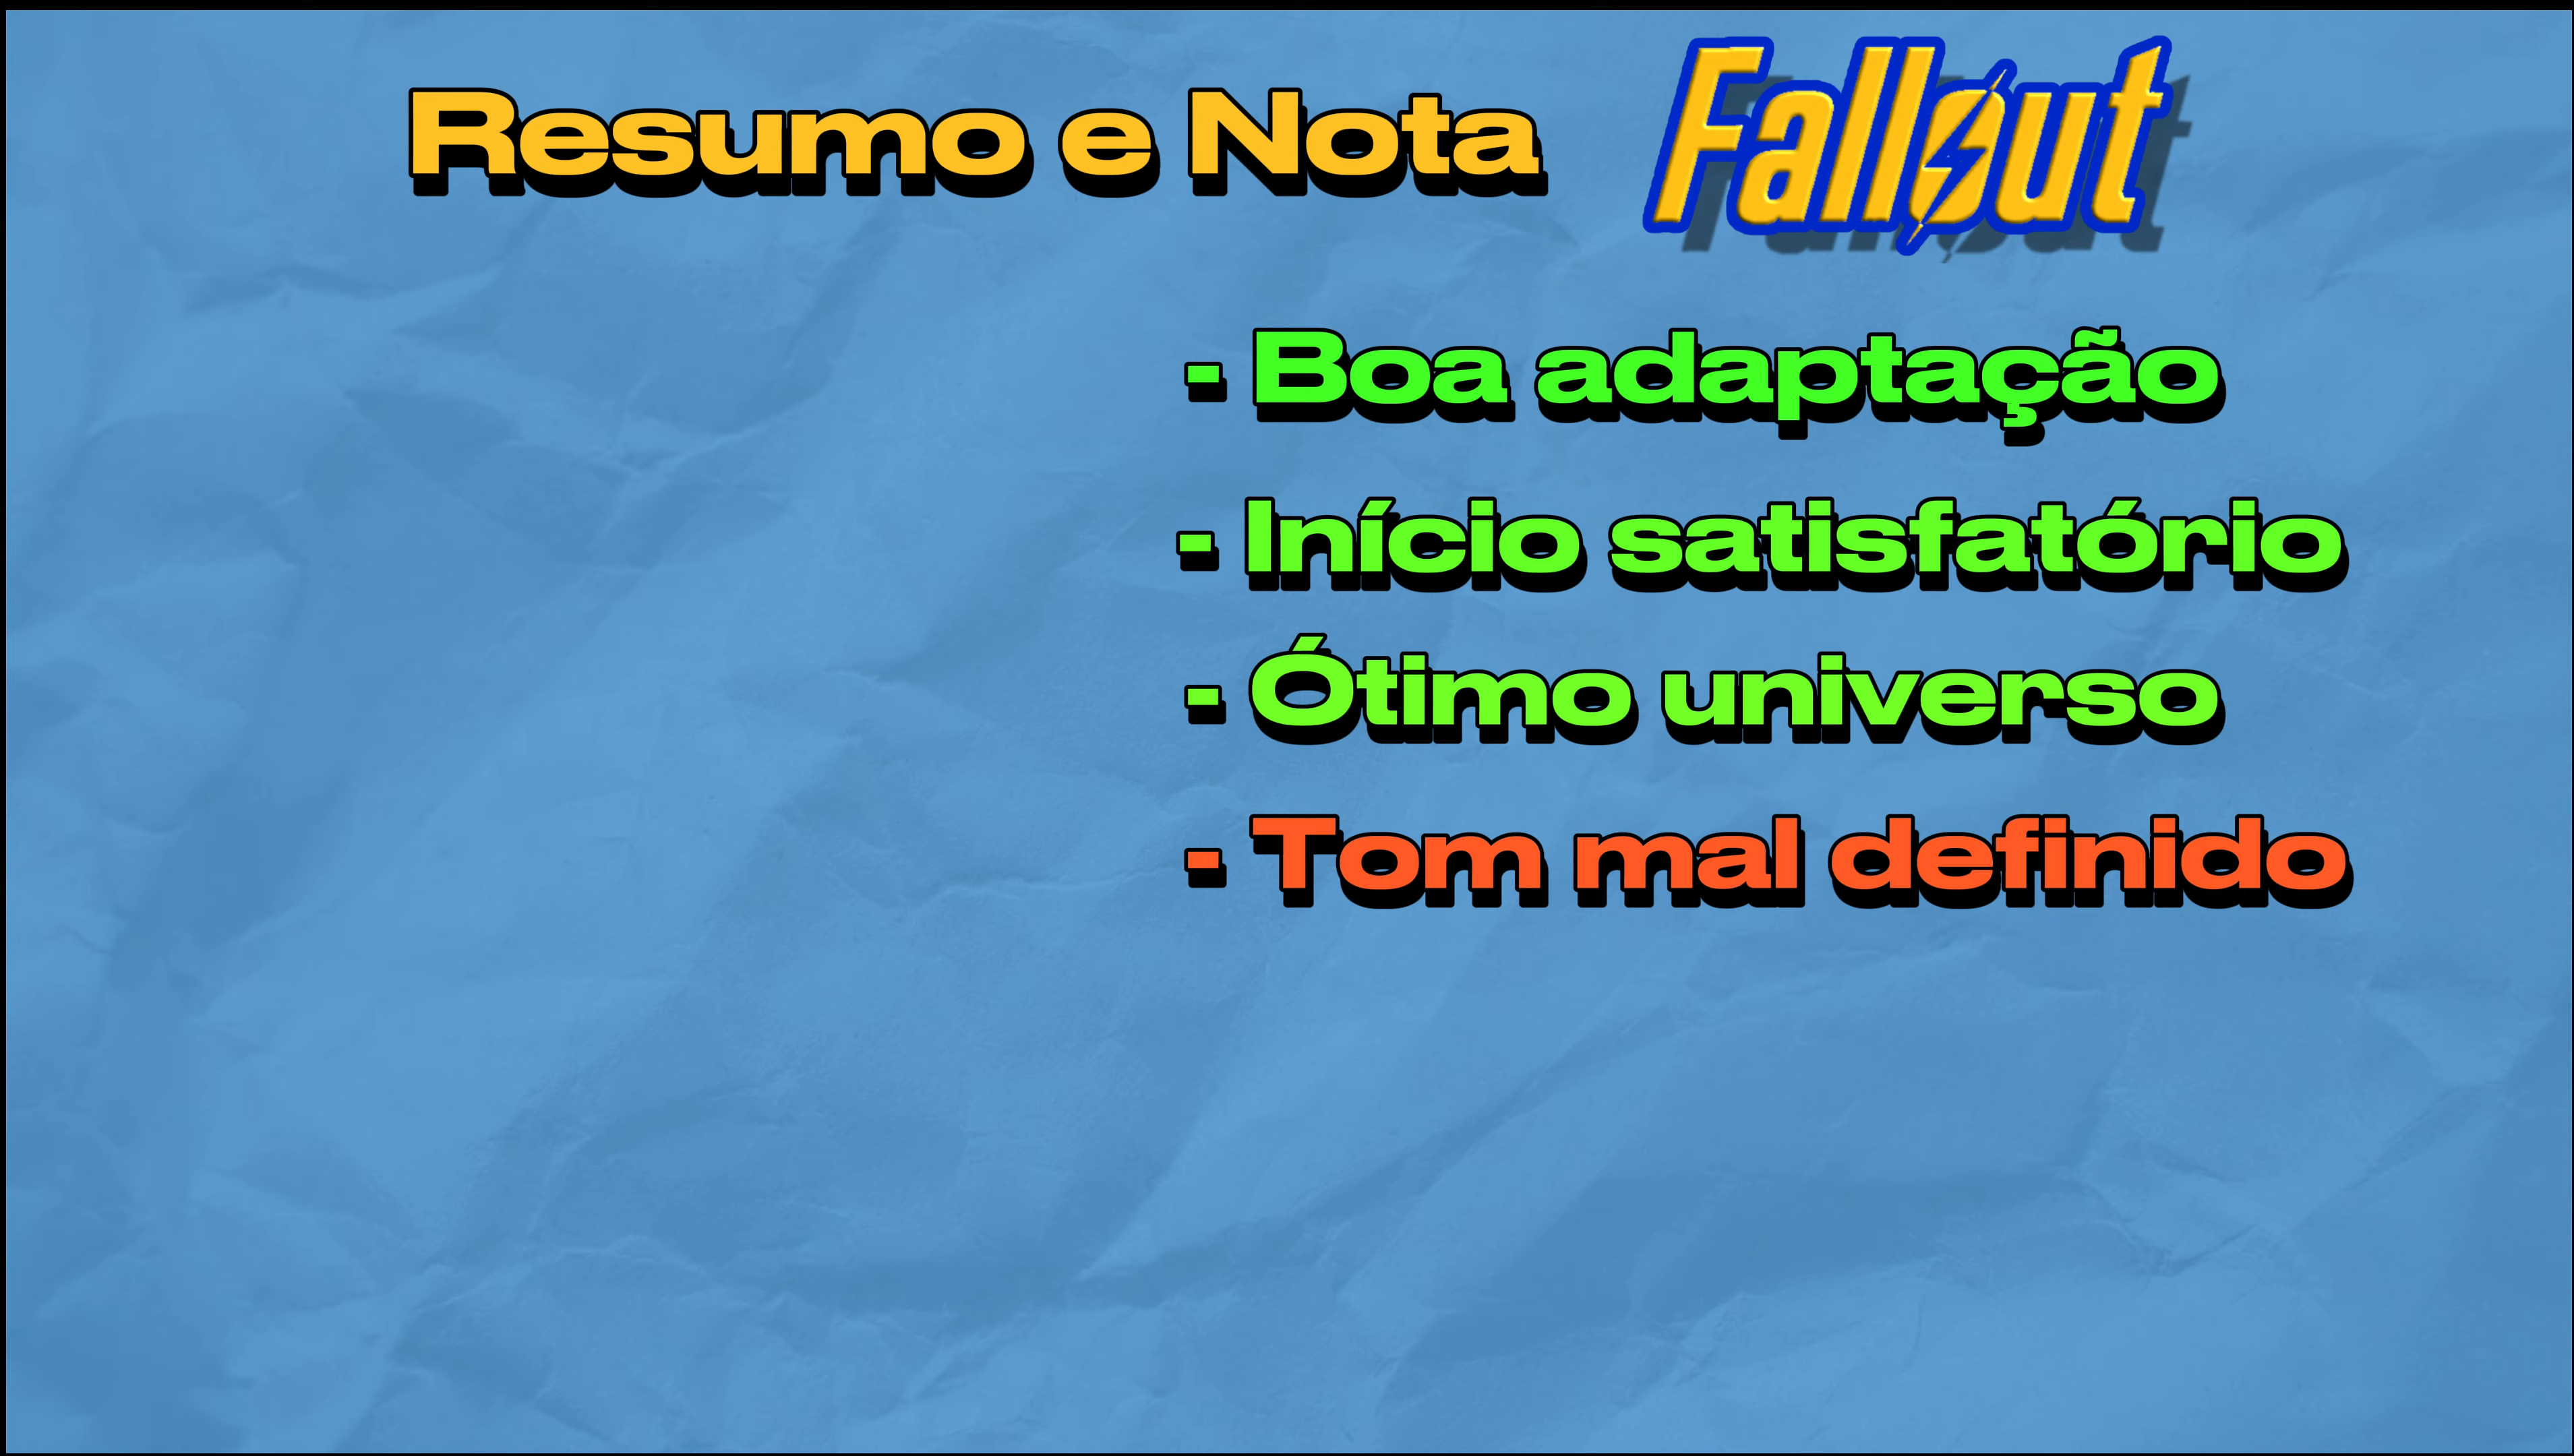 Resumo e Nota Fallout
- Boa adaptação
- Início satisfatório
- Ótimo universo
- Tom mal definido